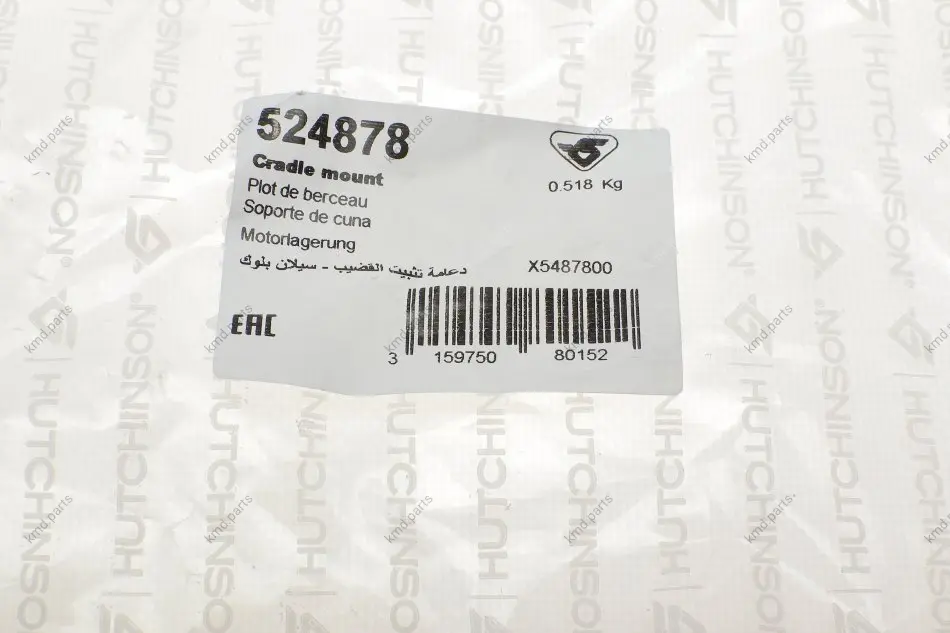 524878
Cradle mount
Plot de berceau
Soporte de cuna
Motorlagerung
دعامة تثبيت القضيب - سيلان بلوك
0.518 Kg
X5487800
EAC
3 159750 80152
HUTCHINSON®
kmd.parts